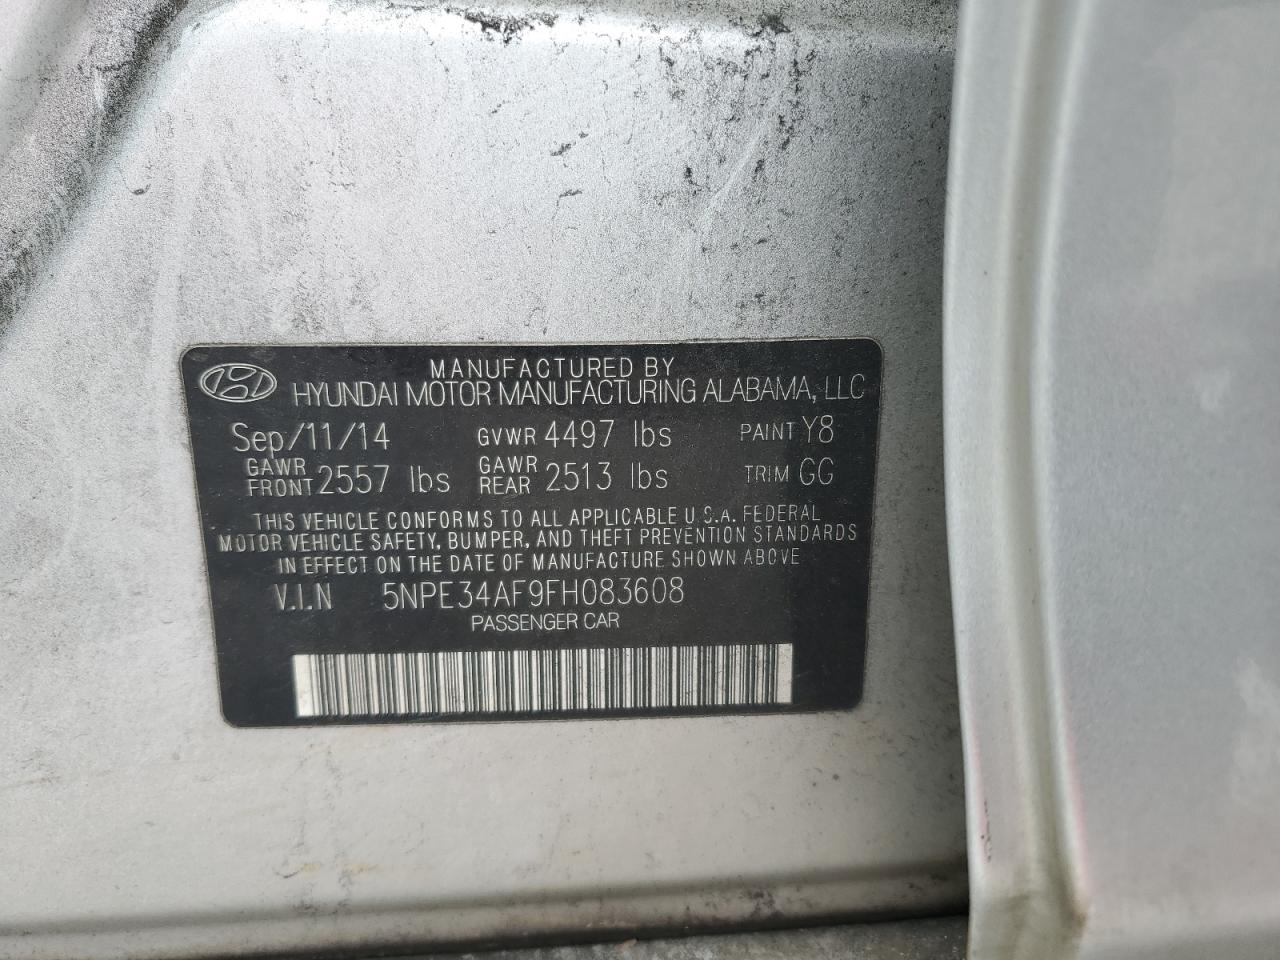 MANUFACTURED BY
HYUNDAI MOTOR MANUFACTURING ALABAMA, LLC
Sep/11/14 GVWR 4497 lbs PAINT Y8
GAWR FRONT 2557 lbs GAWR REAR 2513 lbs TRIM GG
THIS VEHICLE CONFORMS TO ALL APPLICABLE U.S.A. FEDERAL
MOTOR VEHICLE SAFETY, BUMPER, AND THEFT PREVENTION STANDARDS
IN EFFECT ON THE DATE OF MANUFACTURE SHOWN ABOVE
V.I.N 5NPE34AF9FH083608
PASSENGER CAR